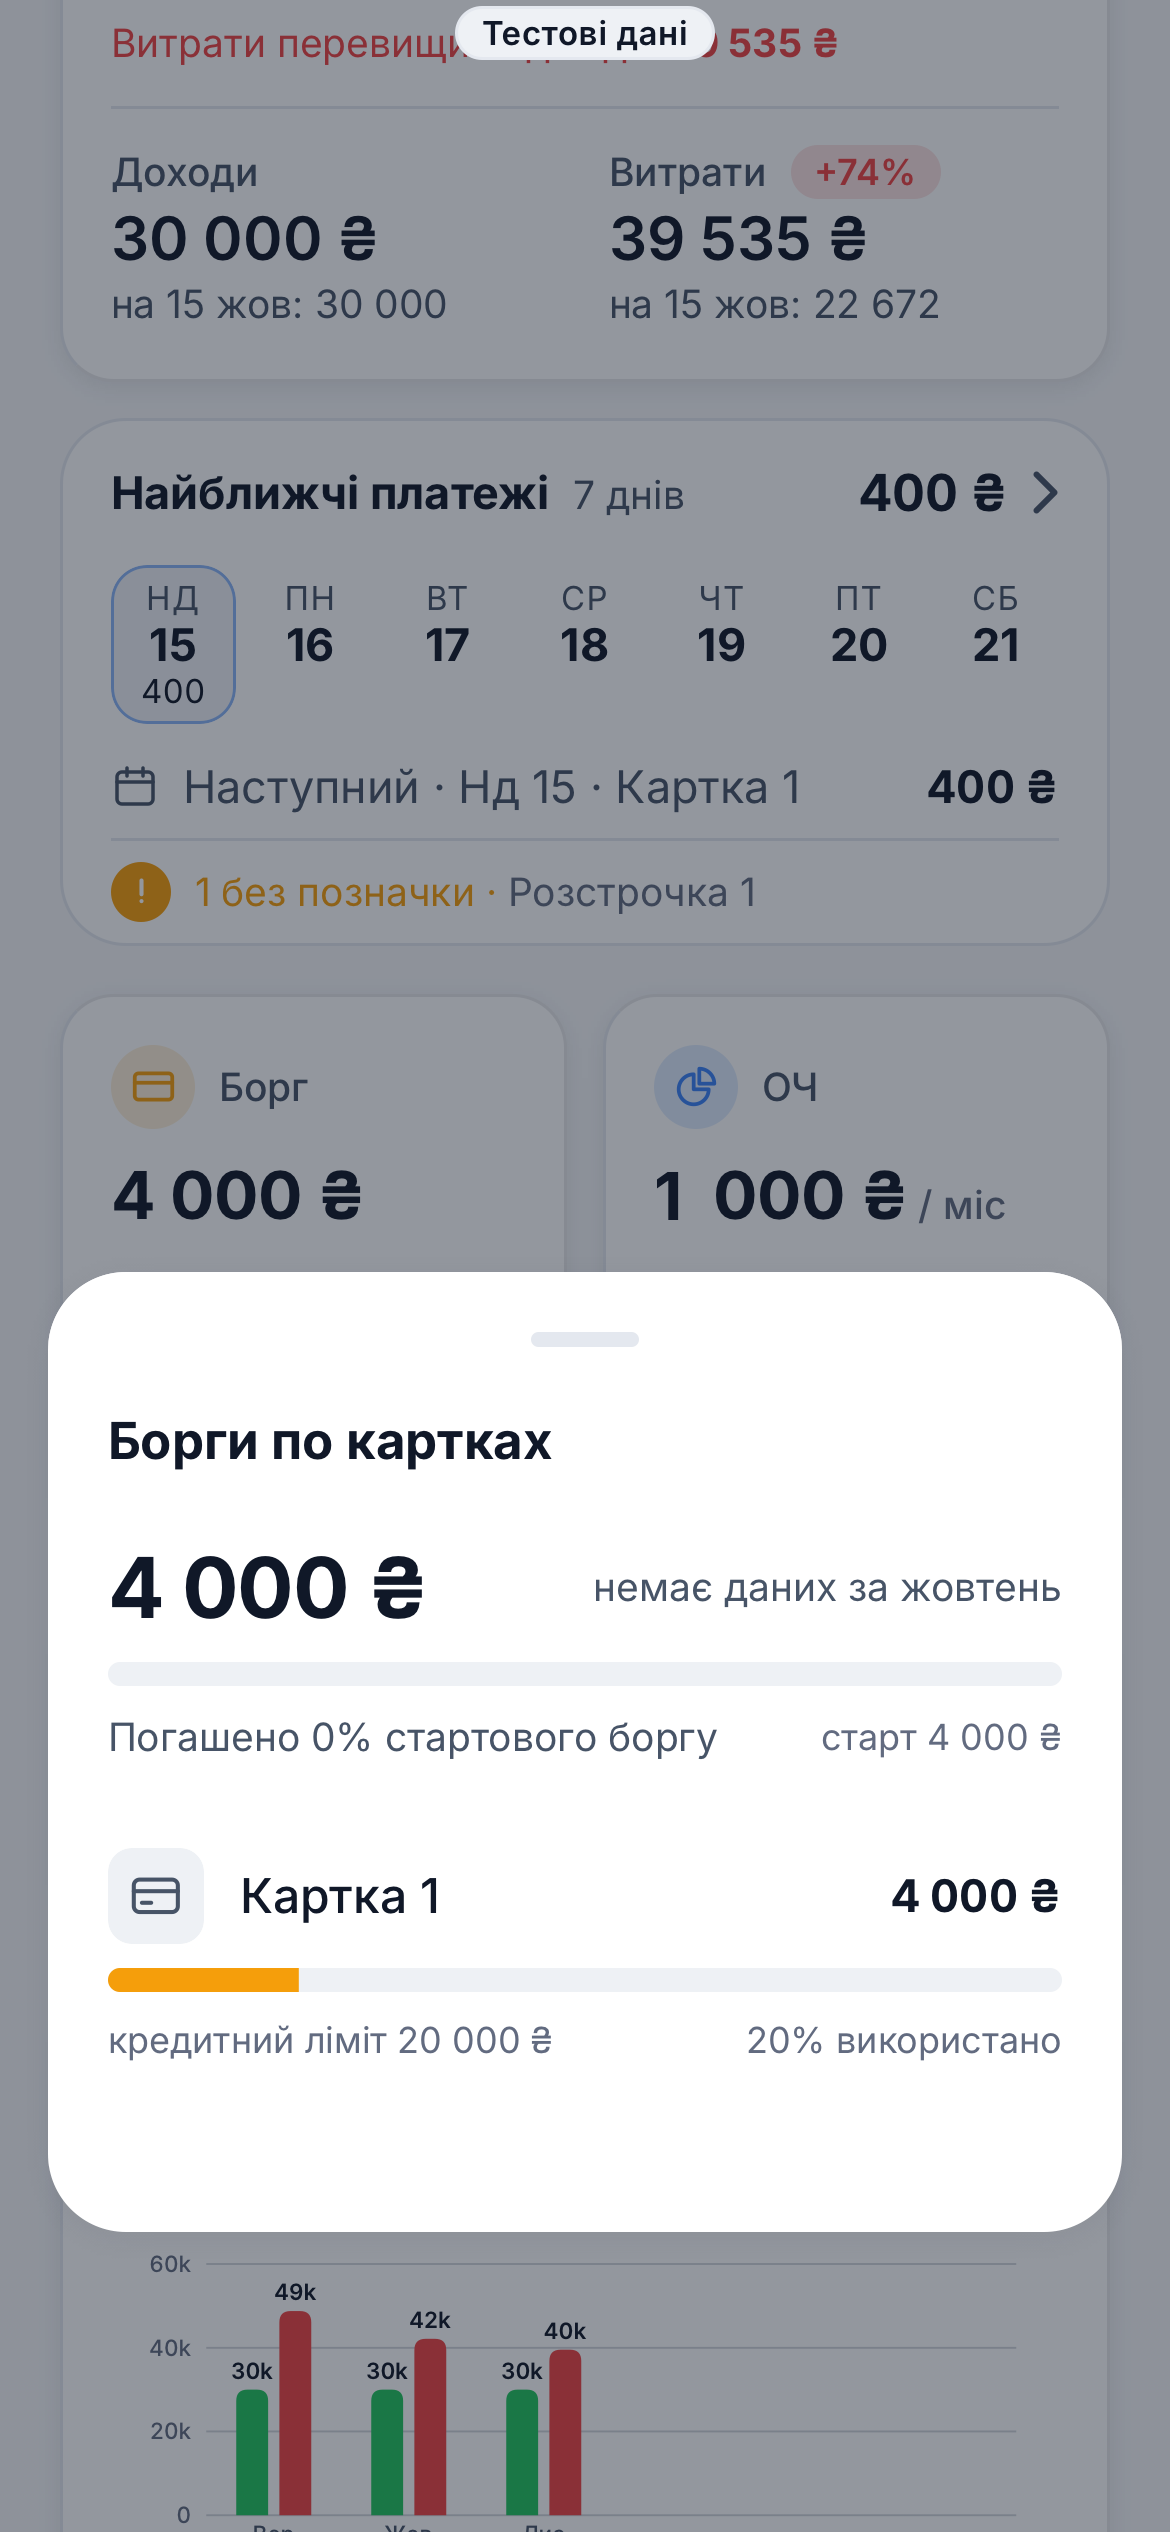 Тестові дані
Витрати 535 ₴
Доходи
30 000 ₴
на 15 жов: 30 000
Витрати +74%
39 535 ₴
на 15 жов: 22 672
Найближчі платежі 7 днів 400 ₴
НД ПН ВТ СР ЧТ ПТ СБ
15 16 17 18 19 20 21
400
Наступний · Нд 15 · Картка 1 400 ₴
! 1 без позначки · Розстрочка 1
Борг
4 000 ₴
ОЧ
1 000 ₴ / міс
Борги по картках
4 000 ₴ немає даних за жовтень
Погашено 0% стартового боргу старт 4 000 ₴
Картка 1 4 000 ₴
кредитний ліміт 20 000 ₴ 20% використано
60k
49k
42k
40k
40k
30k 30k 30k
20k
0